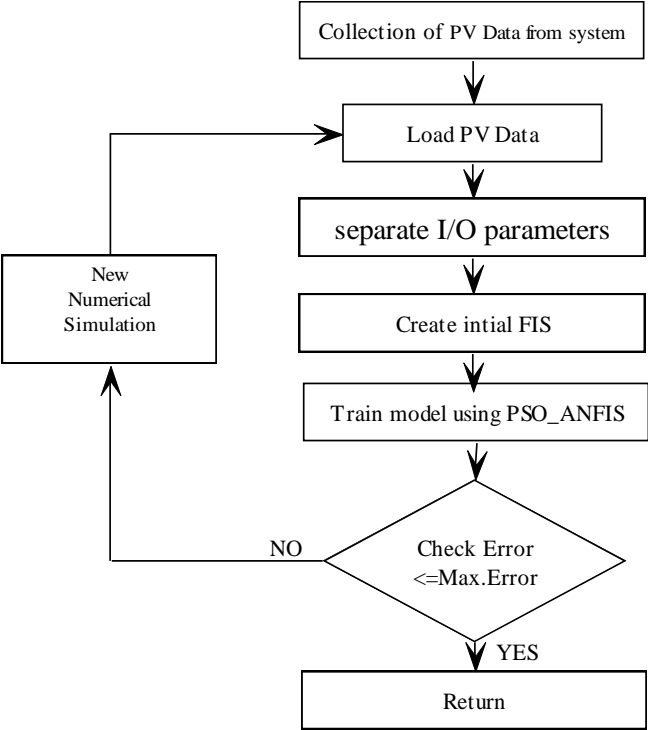 Collection of PV Data from system
Load PV Data
separate I/O parameters
New
Numerical
Simulation
Create intial FIS
Train model using PSO_ANFIS
NO
Check Error
<=Max.Error
YES
Return